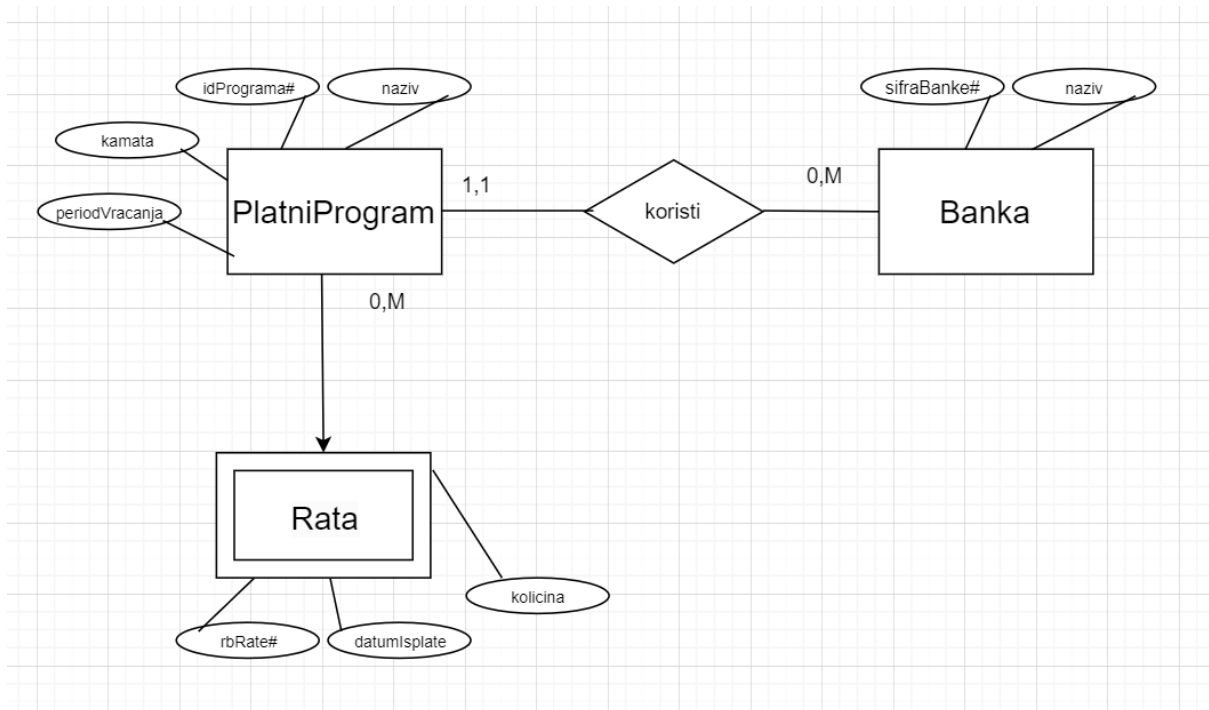 idPrograma#
naziv
sifraBanke#
naziv
kamata
periodVracanja
PlatniProgram
1,1
koristi
0,M
Banka
0,M
Rata
kolicina
rbRate#
datumIsplate